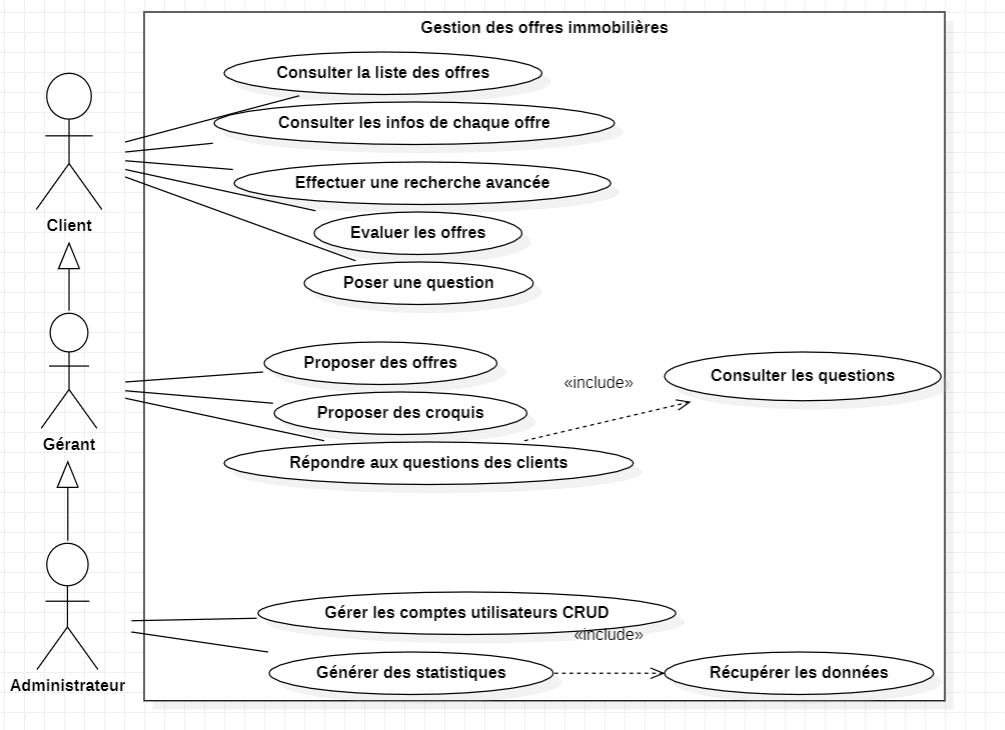 Gestion des offres immobilières
Consulter la liste des offres
Consulter les infos de chaque offre
Effectuer une recherche avancée
Client
Evaluer les offres
Poser une question
Proposer des offres
Consulter les questions
«include»
Proposer des croquis
Gérant
Répondre aux questions des clients
Gérer les comptes utilisateurs CRUD
«include»
Générer des statistiques
Récupérer les données
Administrateur